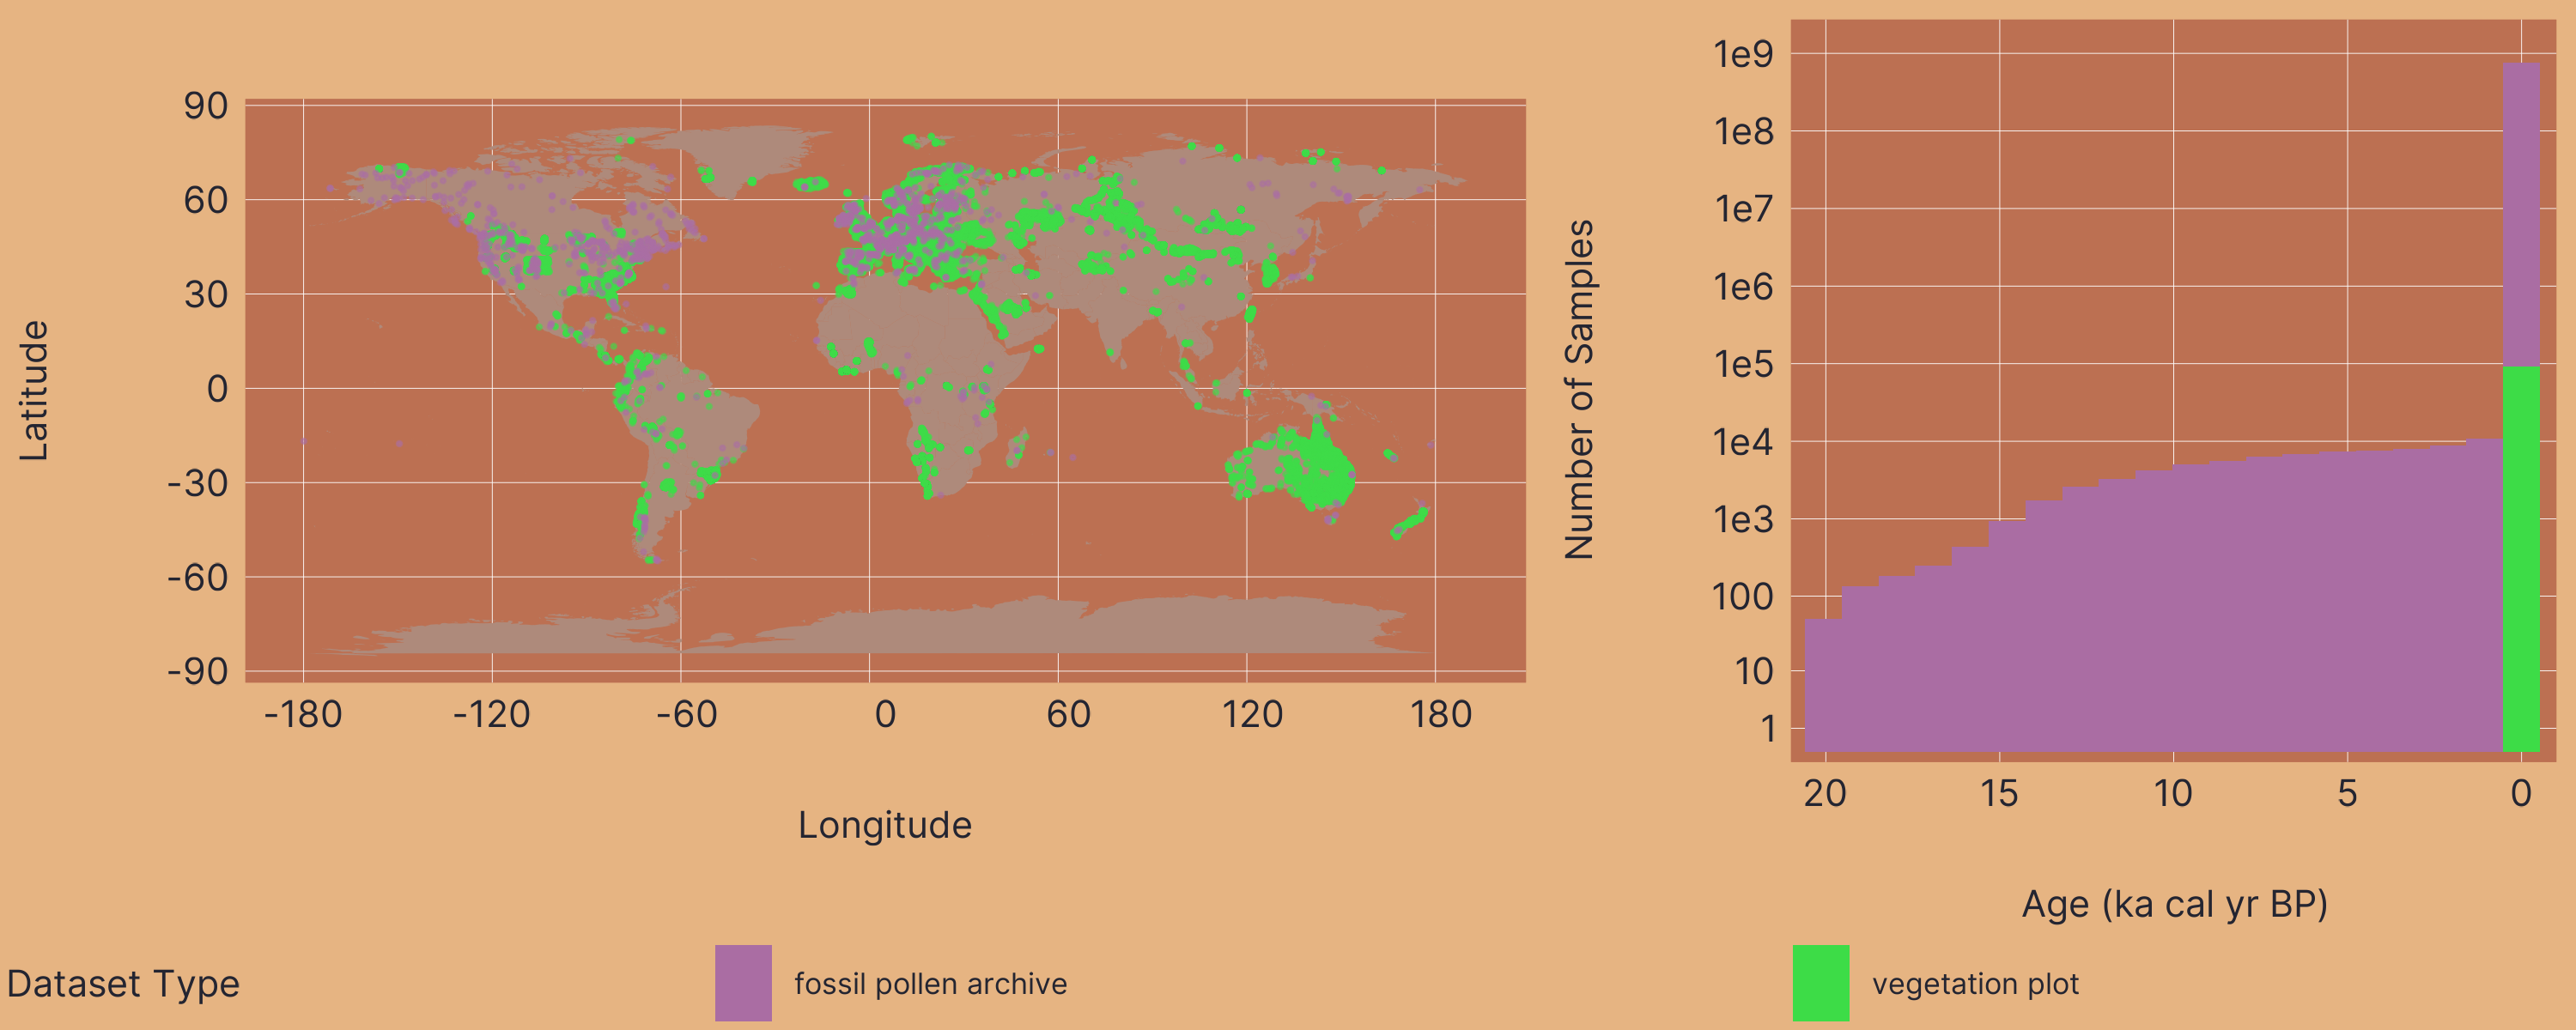 90
60
30
0
-30
-60
-90
Latitude
-180
-120
-60
0
60
120
180
Longitude
1e9
1e8
1e7
1e6
1e5
1e4
1e3
100
10
1
Number of Samples
20
15
10
5
0
Age (ka cal yr BP)
Dataset Type
fossil pollen archive
vegetation plot